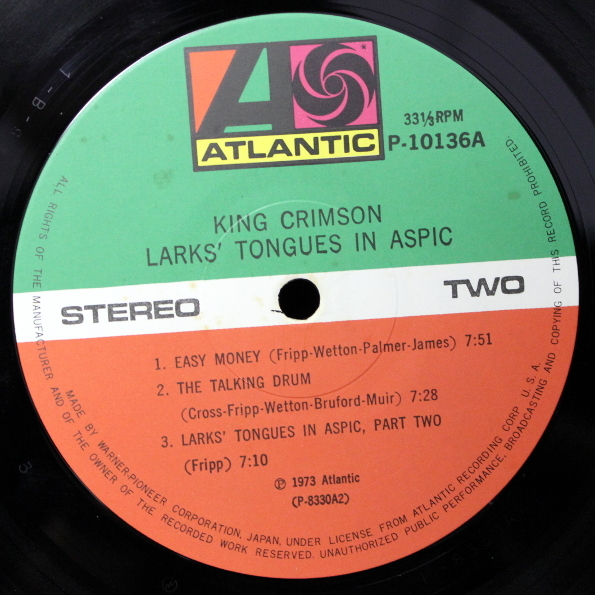 ATLANTIC
33⅓RPM
P-10136A
KING CRIMSON
LARKS' TONGUES IN ASPIC
STEREO
TWO
1. EASY MONEY (Fripp-Wetton-Palmer-James) 7:51
2. THE TALKING DRUM
(Cross-Fripp-Wetton-Bruford-Muir) 7:28
3. LARKS' TONGUES IN ASPIC, PART TWO
(Fripp) 7:10
℗ 1973 Atlantic
(P-8330A2)
ALL RIGHTS OF THE MANUFACTURER AND OF THE OWNER OF THE RECORDED WORK RESERVED. UNAUTHORIZED PUBLIC PERFORMANCE, BROADCASTING AND COPYING OF THIS RECORD PROHIBITED.
MADE BY WARNER-PIONEER CORPORATION, JAPAN, UNDER LICENSE FROM ATLANTIC RECORDING CORP. U.S.A.